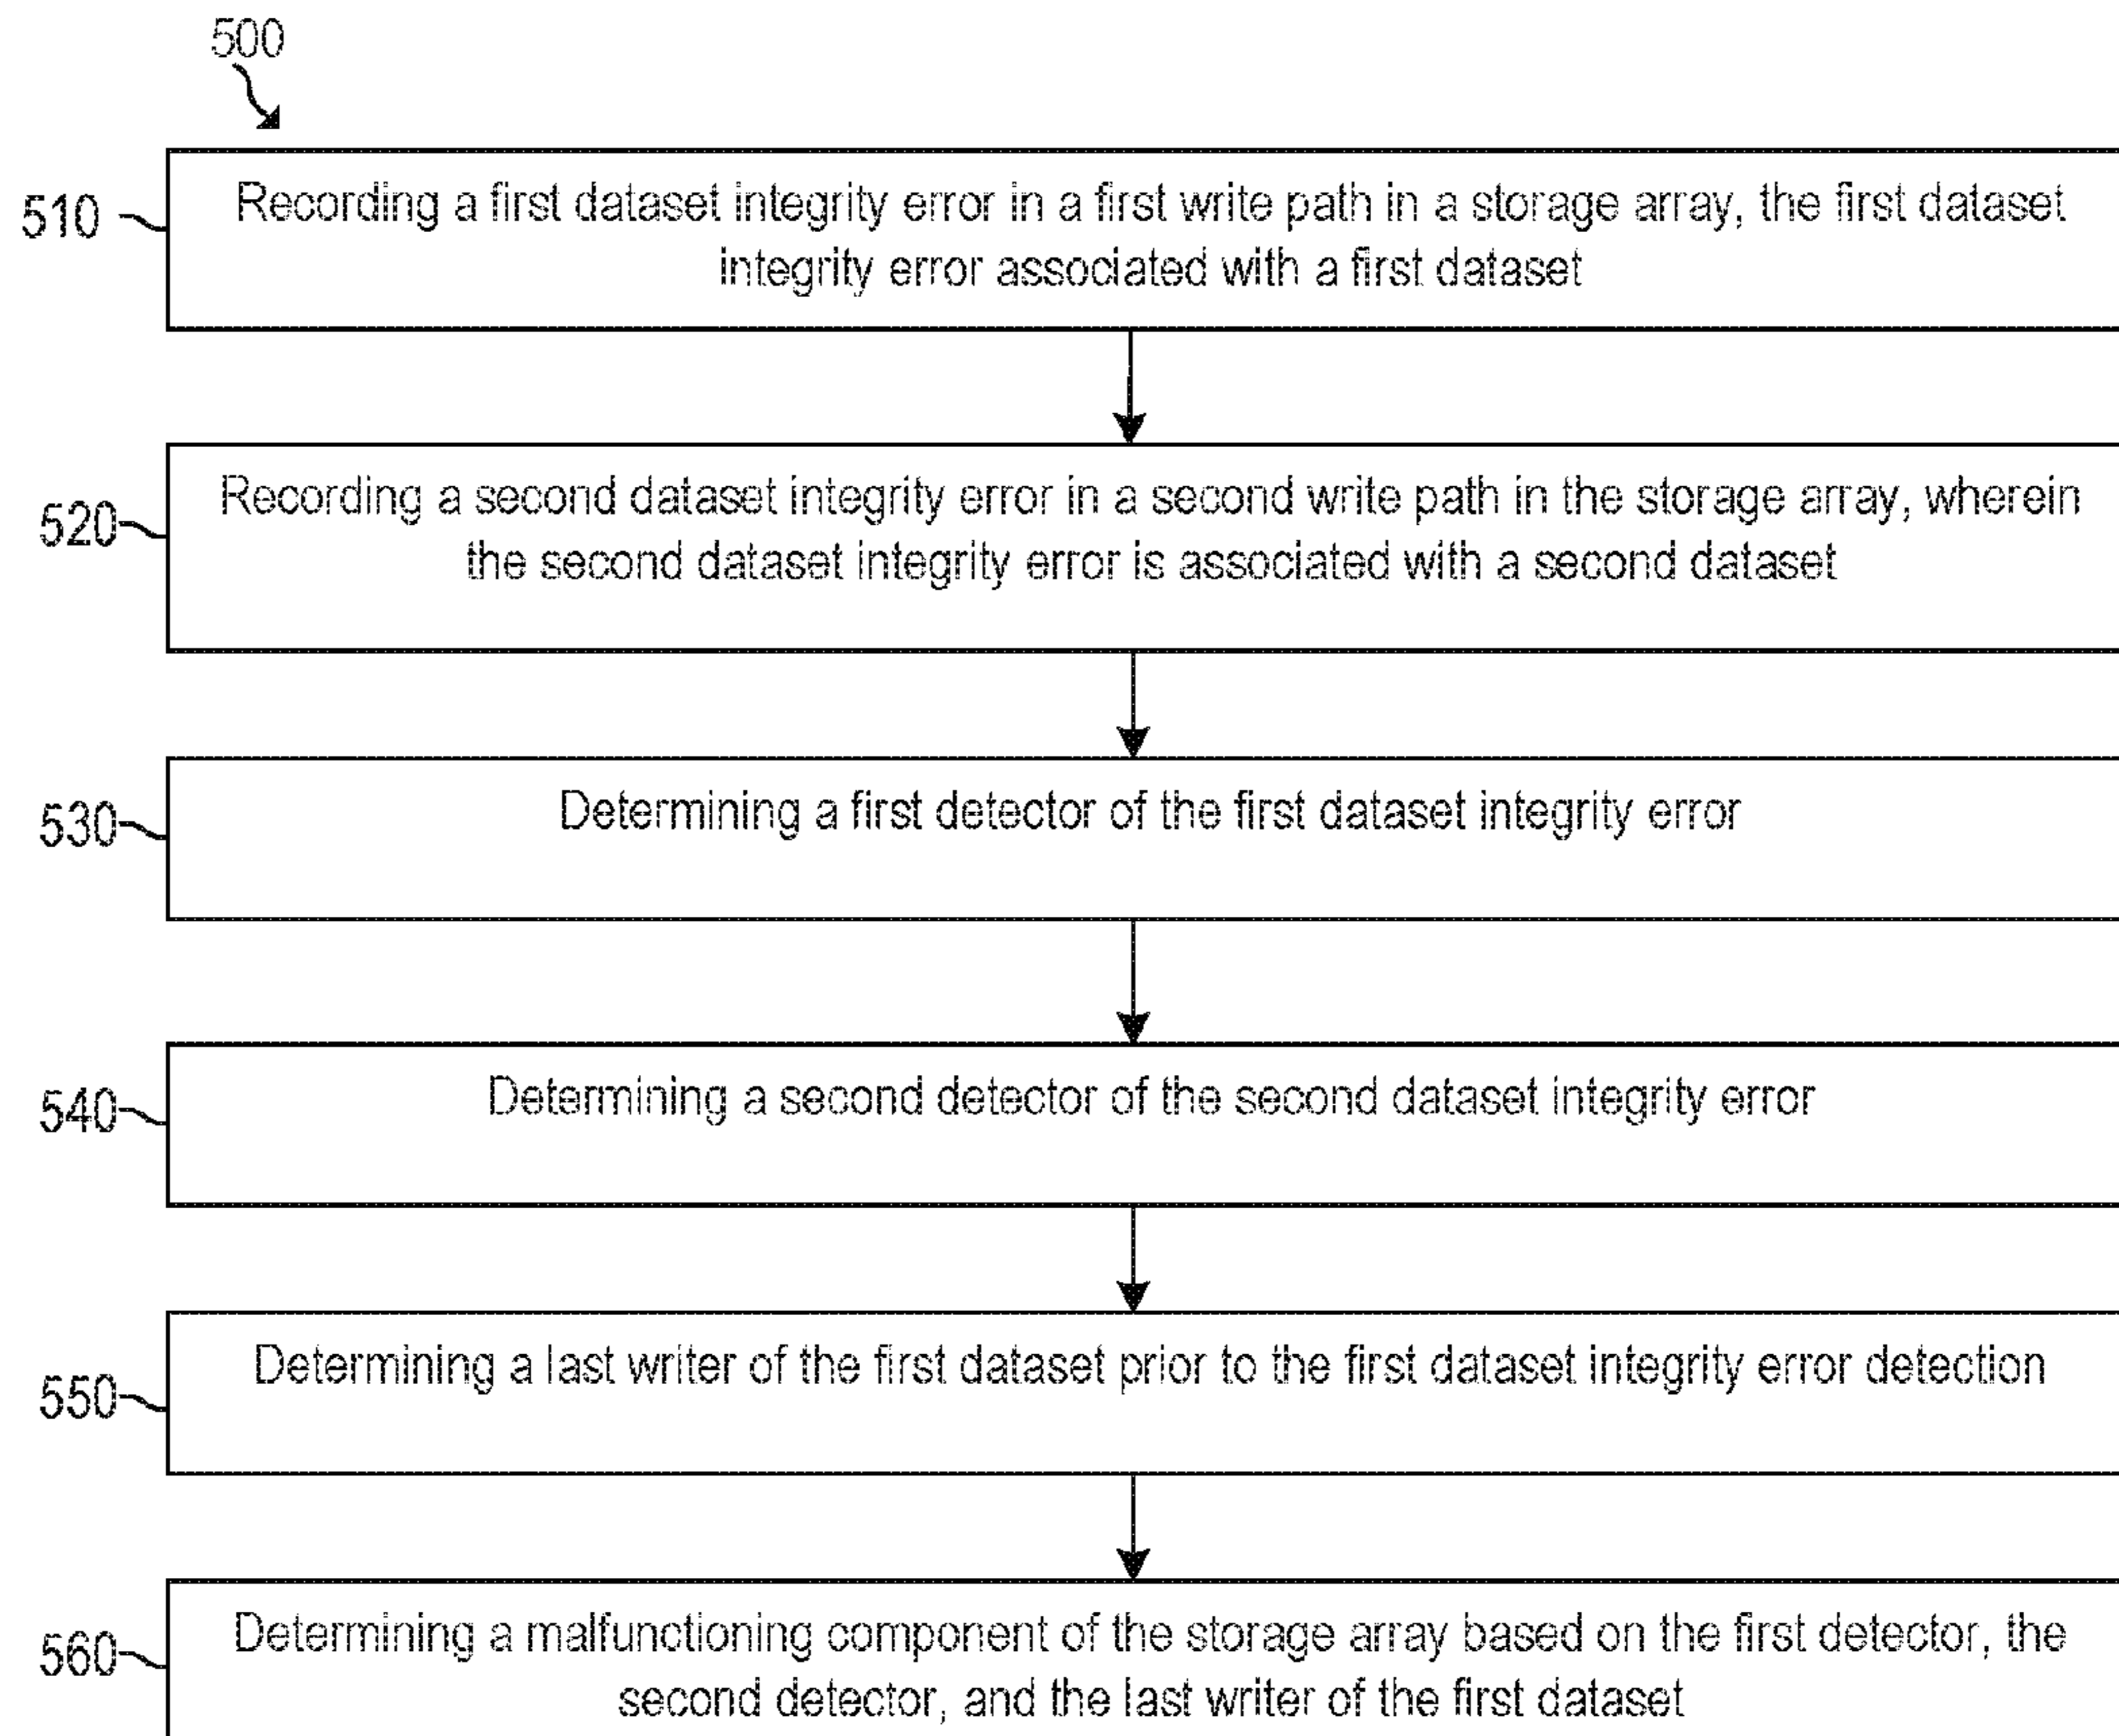 500
510
Recording a first dataset integrity error in a first write path in a storage array, the first dataset
integrity error associated with a first dataset
520
Recording a second dataset integrity error in a second write path in the storage array, wherein
the second dataset integrity error is associated with a second dataset
530
Determining a first detector of the first dataset integrity error
540
Determining a second detector of the second dataset integrity error
550
Determining a last writer of the first dataset prior to the first dataset integrity error detection
560
Determining a malfunctioning component of the storage array based on the first detector, the
second detector, and the last writer of the first dataset